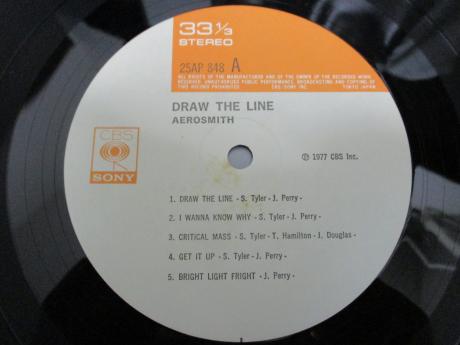 33 1/3
STEREO
25AP 848 A
ALL RIGHTS OF THE MANUFACTURER AND OF THE OWNER OF THE RECORDED WORK
RESERVED. UNAUTHORIZED PUBLIC PERFORMANCE, BROADCASTING AND COPYING OF
THIS RECORD PROHIBITED. CBS/SONY INC. TOKYO JAPAN
DRAW THE LINE
AEROSMITH
CBS
SONY
℗ 1977 CBS Inc.
1. DRAW THE LINE - S. Tyler - J. Perry -
2. I WANNA KNOW WHY - S. Tyler - J. Perry -
3. CRITICAL MASS - S. Tyler - T. Hamilton - J. Douglas -
4. GET IT UP - S. Tyler - J. Perry -
5. BRIGHT LIGHT FRIGHT - J. Perry -